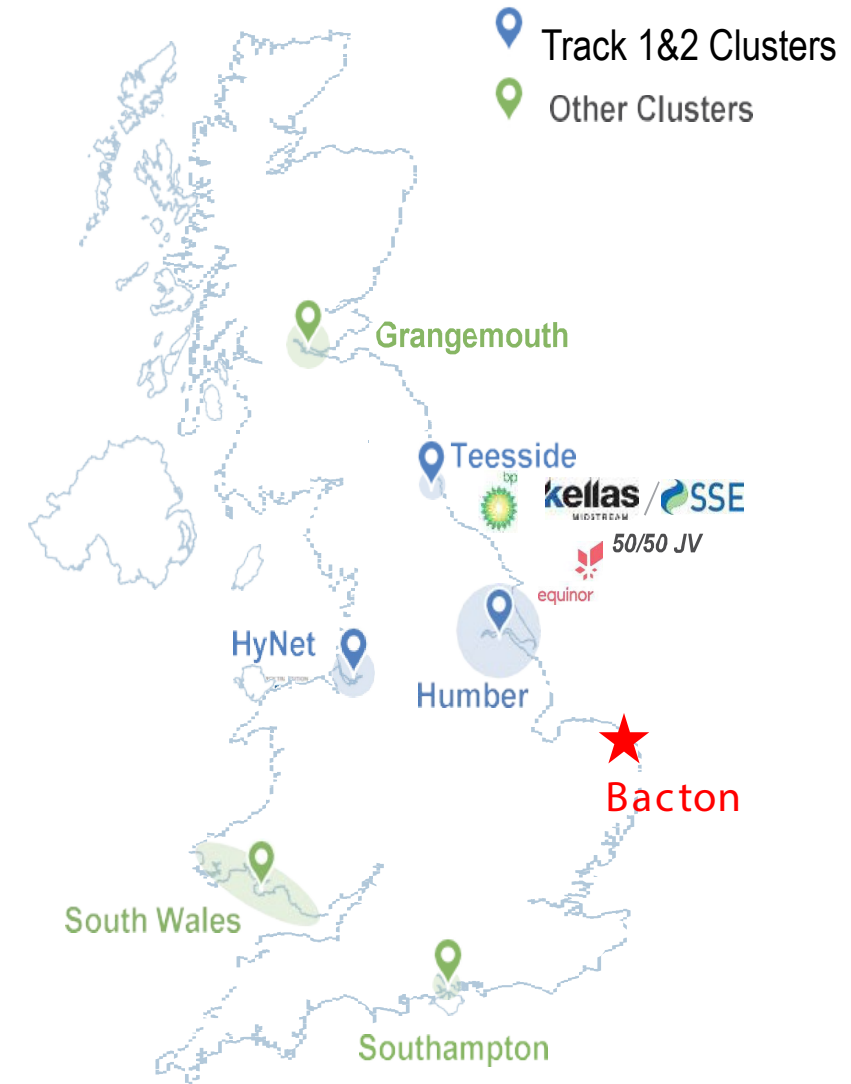 Track 1&2 Clusters
Other Clusters
Grangemouth
Teesside
bp
kellas
MIDSTREAM
/
SSE
50/50 JV
equinor
HyNet
Humber
Bacton
South Wales
Southampton